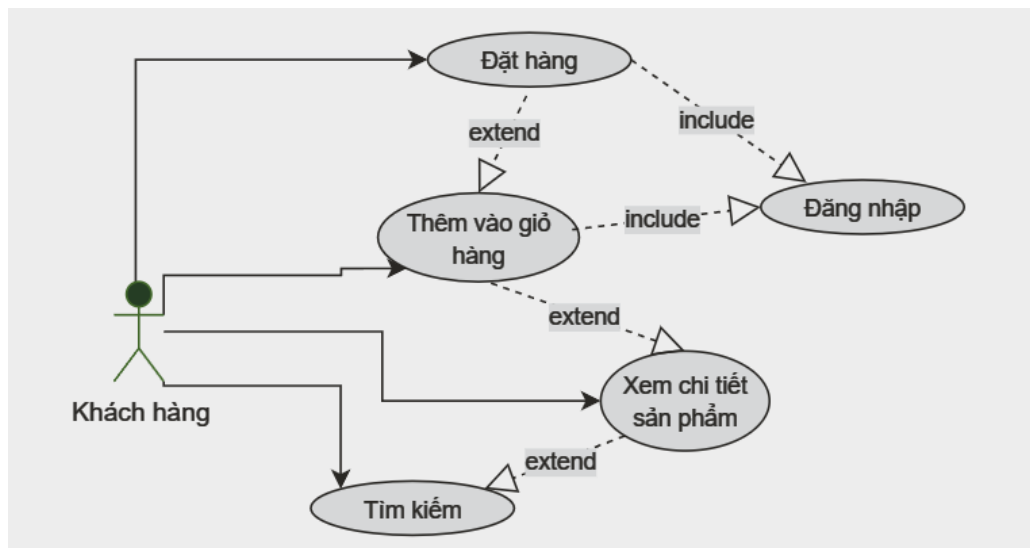 Đặt hàng
extend
include
Thêm vào giỏ
hàng
include
Đăng nhập
extend
Khách hàng
Xem chi tiết
sản phẩm
extend
Tìm kiếm